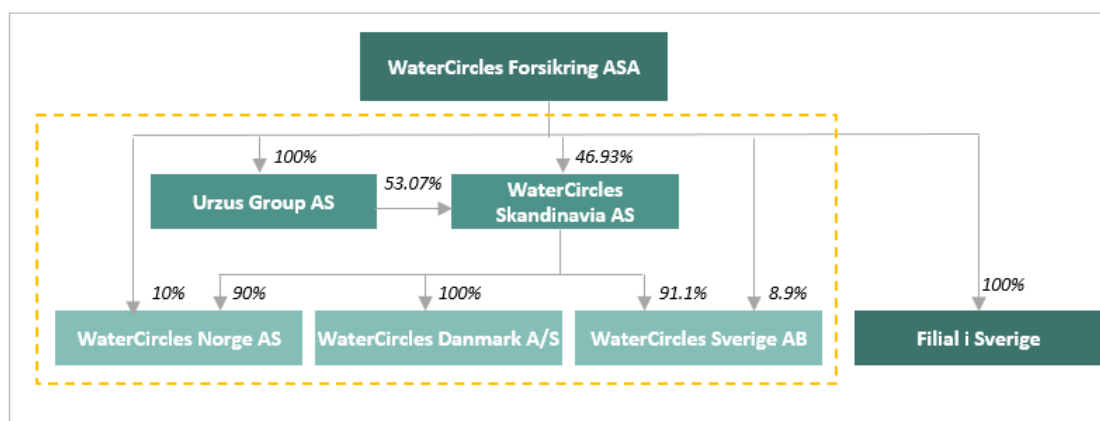 WaterCircles Forsikring ASA
100%
46.93%
Urzus Group AS
53.07%
WaterCircles
Skandinavia AS
10%
90%
100%
91.1%
8.9%
100%
WaterCircles Norge AS
WaterCircles Danmark A/S
WaterCircles Sverige AB
Filial i Sverige